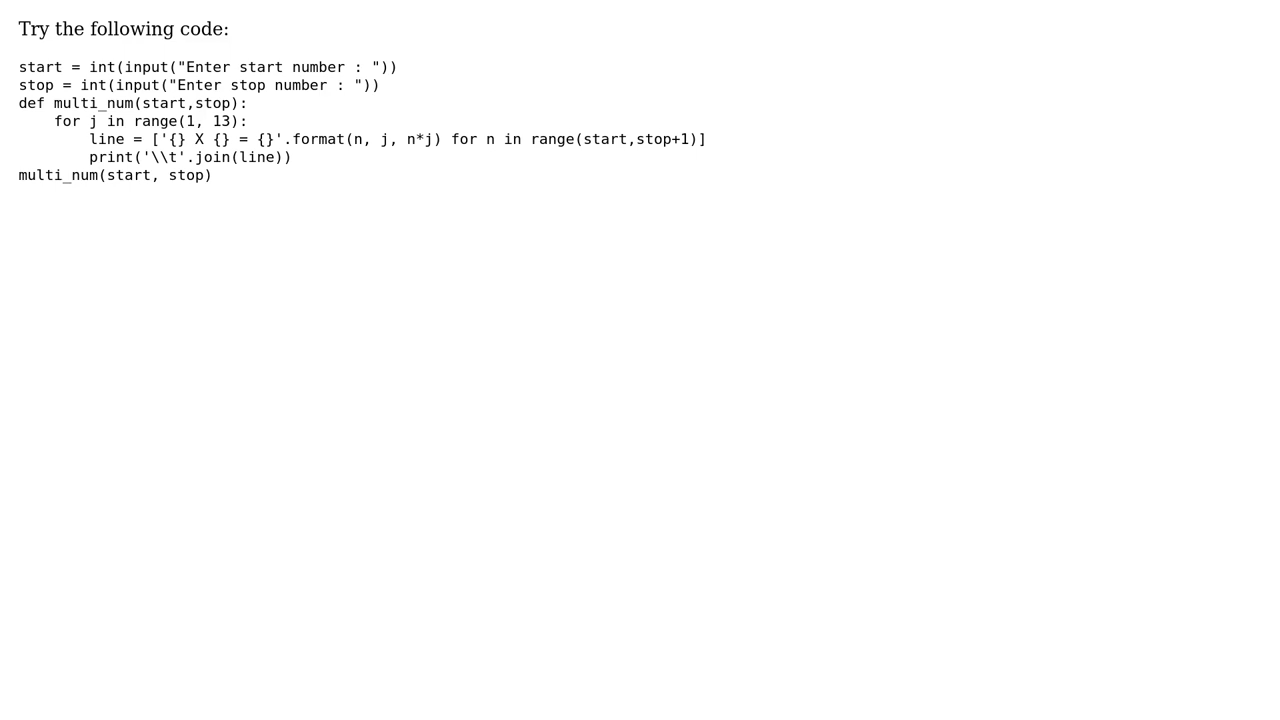 Try the following code:
start = int(input("Enter start number : "))
stop = int(input("Enter stop number : "))
def multi_num(start,stop):
    for j in range(1, 13):
        line = ['{} X {} = {}'.format(n, j, n*j) for n in range(start,stop+1)]
        print('\\t'.join(line))
multi_num(start, stop)